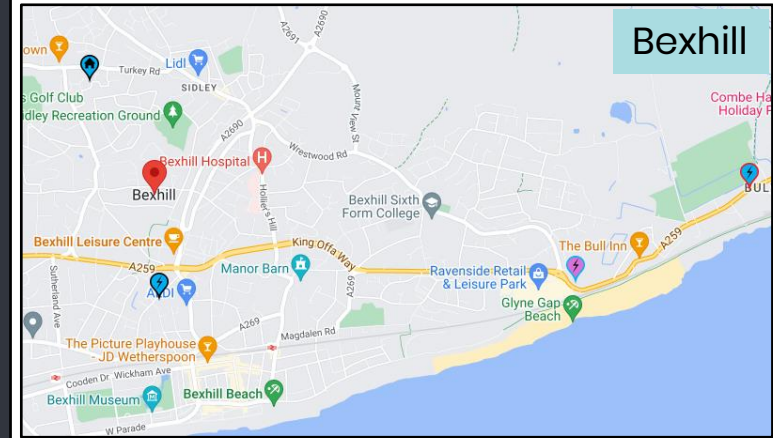 Bexhill
own
Lidl
Turkey Rd
SIDLEY
A2691
A2690
s Golf Club
idley Recreation Ground
A2690
Mount View St
Combe Ha
Holiday P
Wrestwood Rd
Bexhill Hospital
Bexhill
Hollier's Hill
Bexhill Sixth
Form College
BUL
Bexhill Leisure Centre
King Offa Way
The Bull Inn
A259
A259
Manor Barn
Ravenside Retail
& Leisure Park
Sutherland Ave
ALDI
A269
Glyne Gap
Beach
A269
Magdalen Rd
The Picture Playhouse
- JD Wetherspoon
Cooden Dr
Wickham Ave
Bexhill Museum
Bexhill Beach
W Parade